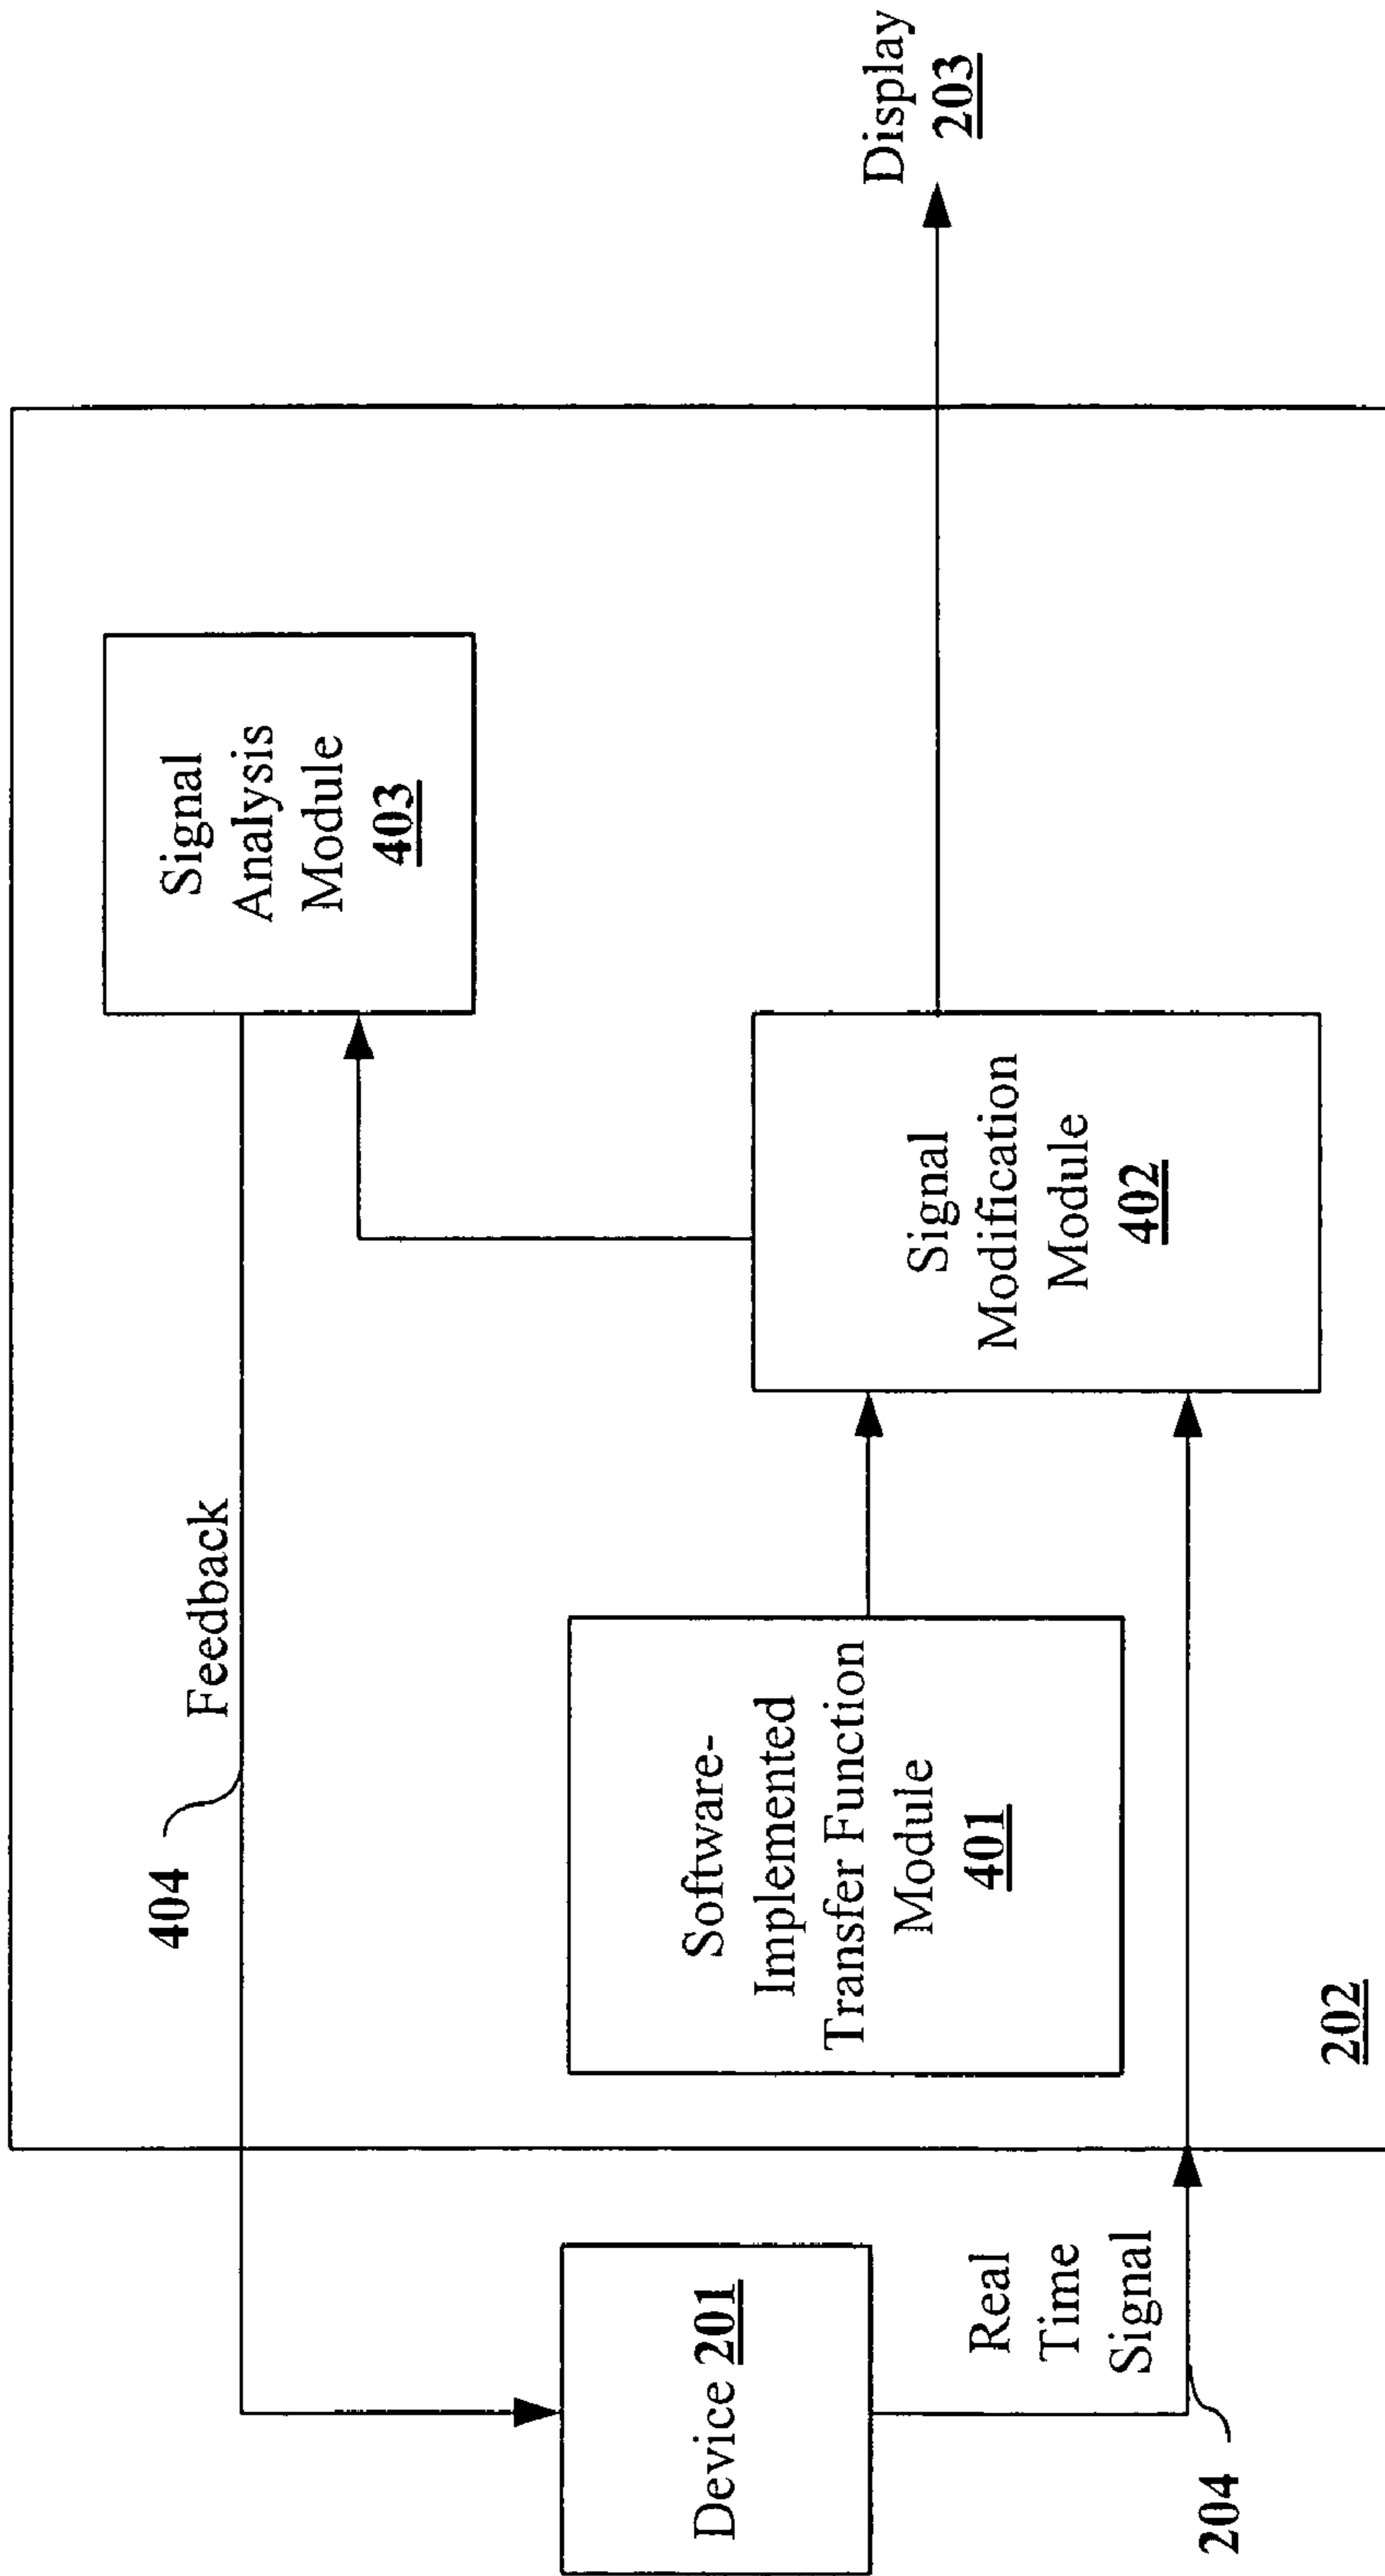 404
Feedback
Signal
Analysis
Module
403
Device 201
Software-
Implemented
Transfer Function
Module
401
Signal
Modification
Module
402
Display
203
Real
Time
Signal
204
202